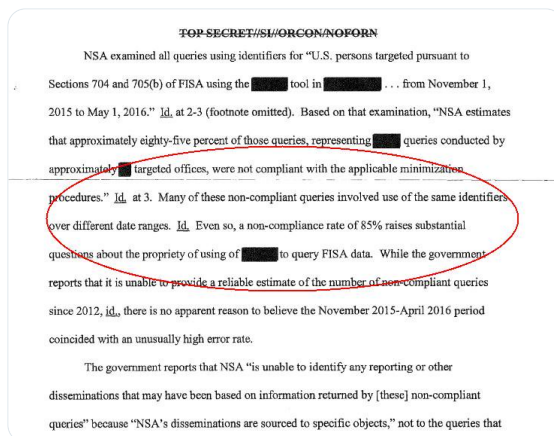 TOP SECRET//SI//ORCON/NOFORN
NSA examined all queries using identifiers for "U.S. persons targeted pursuant to
Sections 704 and 705(b) of FISA using the tool in . . . from November 1,
2015 to May 1, 2016." Id. at 2-3 (footnote omitted). Based on that examination, "NSA estimates
that approximately eighty-five percent of those queries, representing queries conducted by
approximately targeted offices, were not compliant with the applicable minimization
procedures." Id. at 3. Many of these non-compliant queries involved use of the same identifiers
over different date ranges. Id. Even so, a non-compliance rate of 85% raises substantial
questions about the propriety of using of to query FISA data. While the government
reports that it is unable to provide a reliable estimate of the number of non-compliant queries
since 2012, id., there is no apparent reason to believe the November 2015-April 2016 period
coincided with an unusually high error rate.
The government reports that NSA "is unable to identify any reporting or other
disseminations that may have been based on information returned by [these] non-compliant
queries" because "NSA's disseminations are sourced to specific objects," not to the queries that